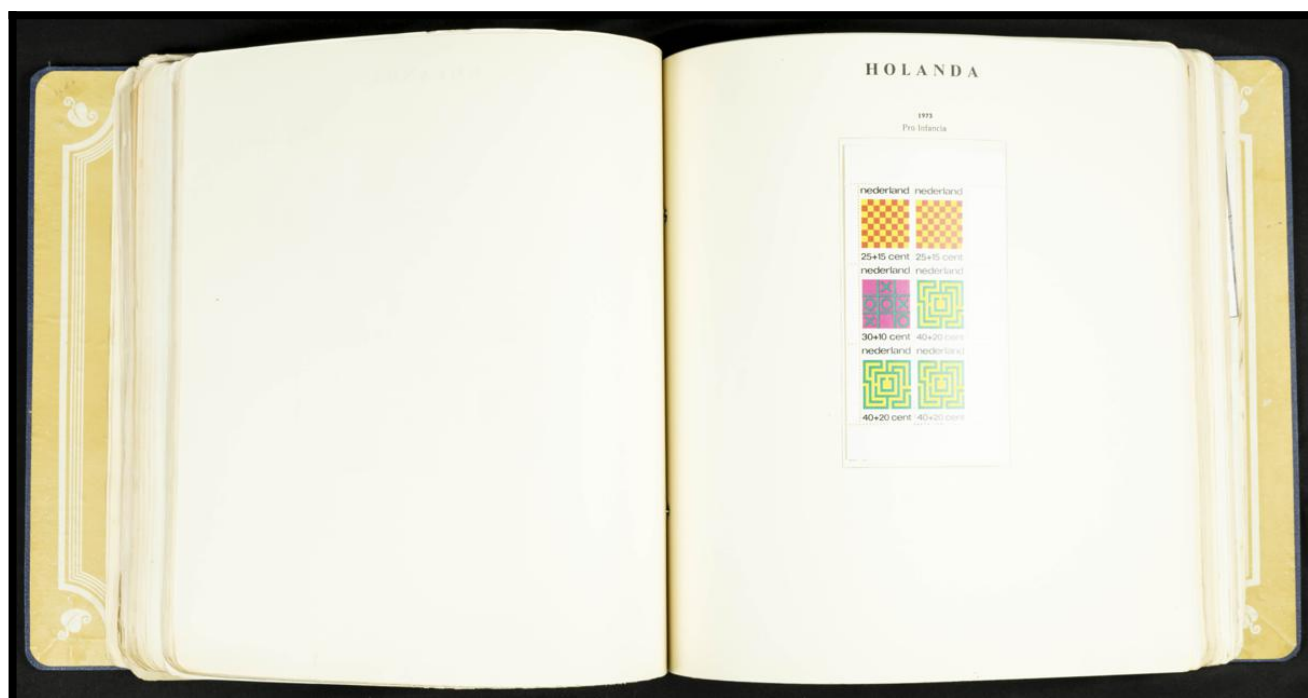 HOLANDA
1973
Pro Infancia
nederland nederland
25+15 cent 25+15 cent
nederland nederland
30+10 cent 40+20 cent
nederland nederland
40+20 cent 40+20 cent